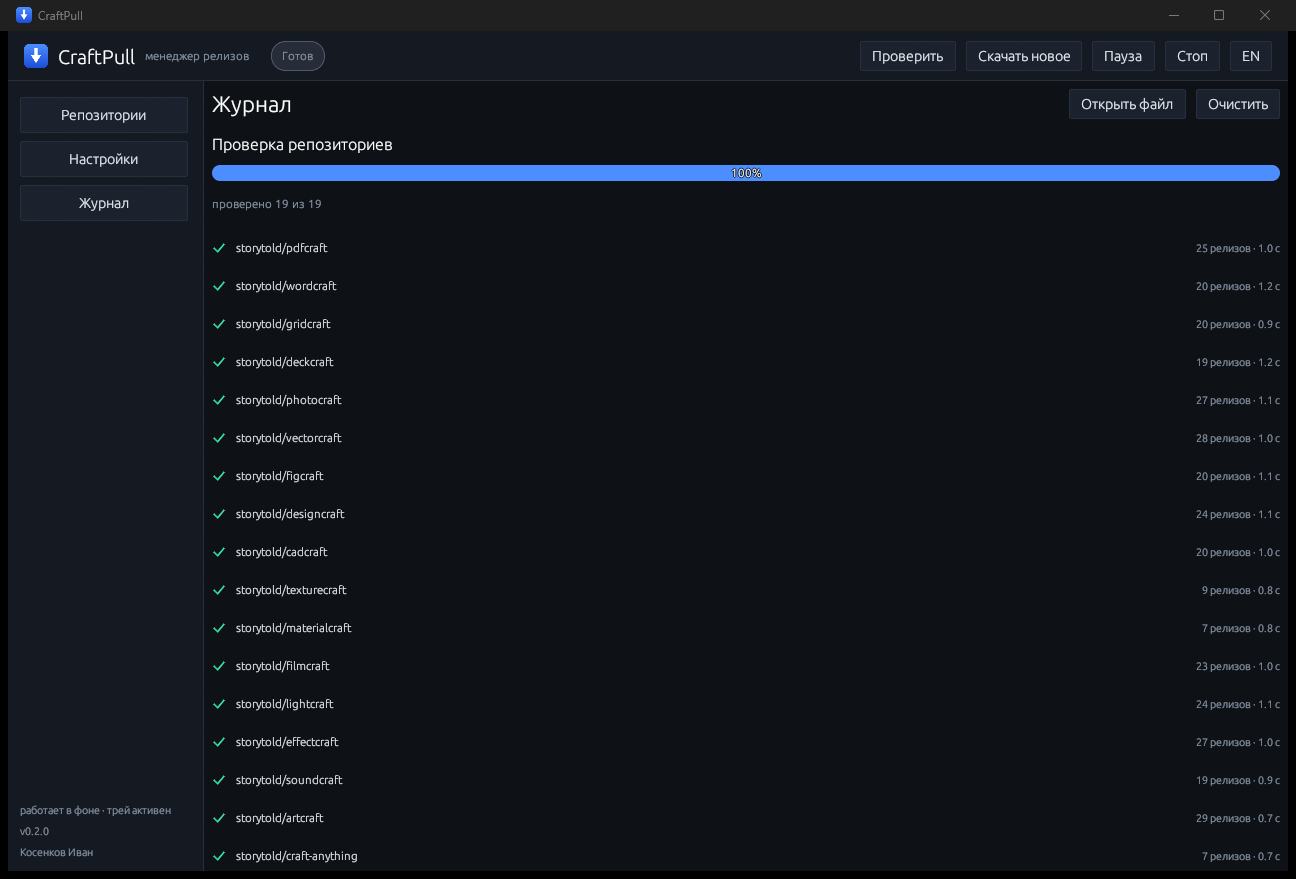 CraftPull
CraftPull менеджер релизов Готов Проверить Скачать новое Пауза Стоп EN
Репозитории
Настройки
Журнал
Журнал Открыть файл Очистить
Проверка репозиториев
100%
проверено 19 из 19
storytold/pdfcraft 25 релизов · 1.0 с
storytold/wordcraft 20 релизов · 1.2 с
storytold/gridcraft 20 релизов · 0.9 с
storytold/deckcraft 19 релизов · 1.2 с
storytold/photocraft 27 релизов · 1.1 с
storytold/vectorcraft 28 релизов · 1.0 с
storytold/figcraft 20 релизов · 1.1 с
storytold/designcraft 24 релизов · 1.1 с
storytold/cadcraft 20 релизов · 1.0 с
storytold/texturecraft 9 релизов · 0.8 с
storytold/materialcraft 7 релизов · 0.8 с
storytold/filmcraft 23 релизов · 1.0 с
storytold/lightcraft 24 релизов · 1.1 с
storytold/effectcraft 27 релизов · 1.0 с
storytold/soundcraft 19 релизов · 0.9 с
storytold/artcraft 29 релизов · 0.7 с
storytold/craft-anything 7 релизов · 0.7 с
работает в фоне · трей активен
v0.2.0
Косенков Иван